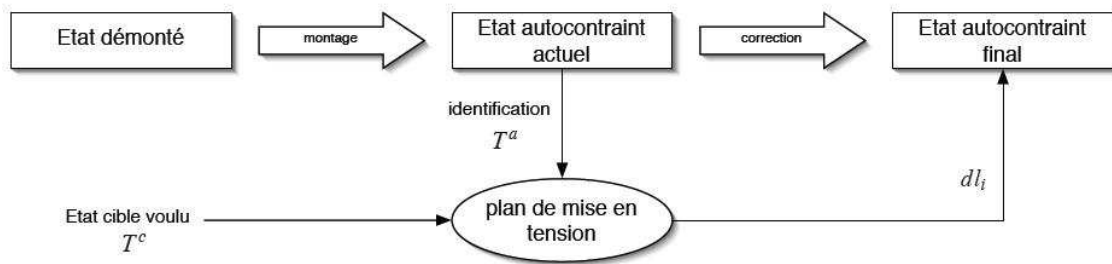 Etat démonté
montage
Etat autocontraint
actuel
correction
Etat autocontraint
final
identification
T^a
Etat cible voulu
T^c
plan de mise en
tension
dl_i